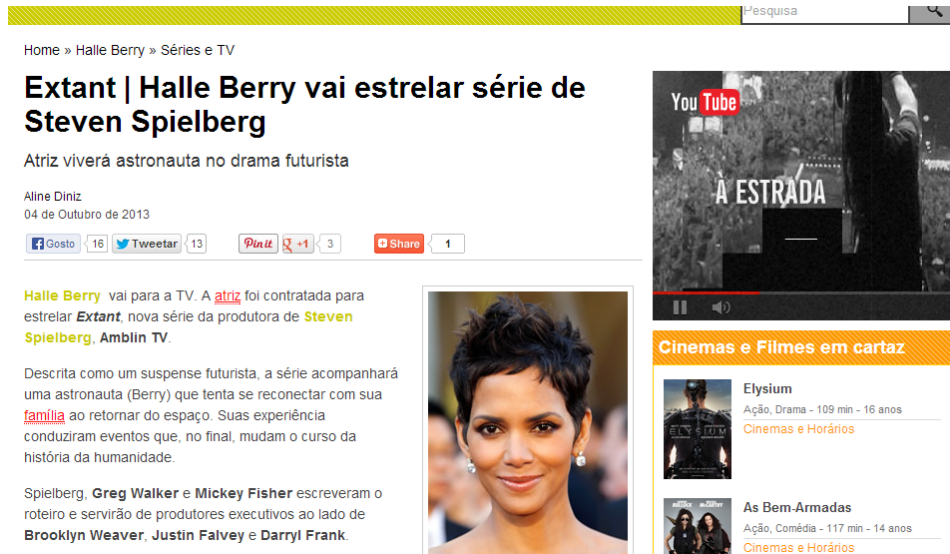 Pesquisa
Home » Halle Berry » Séries e TV
Extant | Halle Berry vai estrelar série de
Steven Spielberg
Atriz viverá astronauta no drama futurista
Aline Diniz
04 de Outubro de 2013
Gosto 16 Tweetar 13 Pin it +1 3 Share 1
Halle Berry vai para a TV. A atriz foi contratada para
estrelar Extant, nova série da produtora de Steven
Spielberg, Amblin TV.
Descrita como um suspense futurista, a série acompanhará
uma astronauta (Berry) que tenta se reconectar com sua
família ao retornar do espaço. Suas experiência
conduziram eventos que, no final, mudam o curso da
história da humanidade.
Spielberg, Greg Walker e Mickey Fisher escreveram o
roteiro e servirão de produtores executivos ao lado de
Brooklyn Weaver, Justin Falvey e Darryl Frank.
You Tube
A ESTRADA
Cinemas e Filmes em cartaz
ELYSIUM
Elysium
Ação, Drama - 109 min - 16 anos
Cinemas e Horários
BULLOCK McCARTHY
As Bem-Armadas
Ação, Comédia - 117 min - 14 anos
Cinemas e Horários